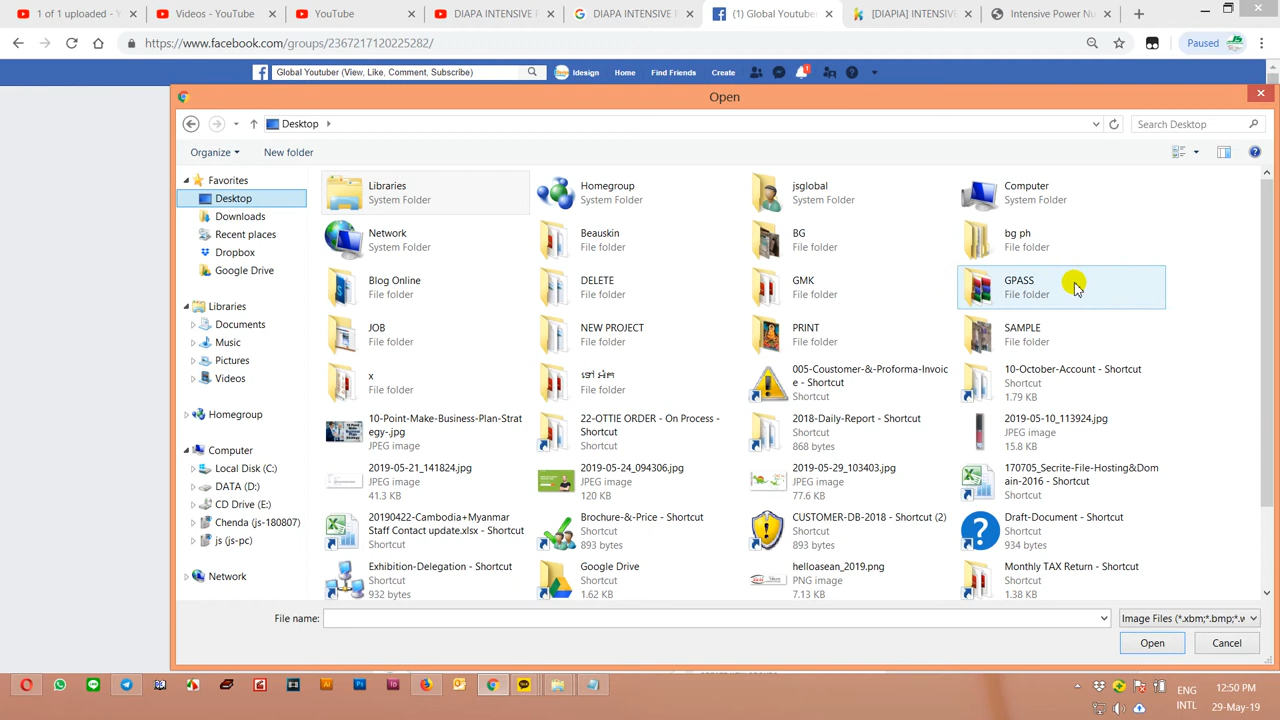 1 of 1 uploaded - Y
Videos - YouTube
YouTube
DIAPA INTENSIVE P
DIAPA INTENSIVE P
(1) Global Youtuber
[DIAPIA] INTENSIVE
Intensive Power Nu
https://www.facebook.com/groups/2367217120225282/
Paused
Global Youtuber (View, Like, Comment, Subscribe)
Idesign
Home
Find Friends
Create
1
Open
Desktop
Search Desktop
Organize
New folder
Favorites
Desktop
Downloads
Recent places
Dropbox
Google Drive
Libraries
Documents
Music
Pictures
Videos
Homegroup
Computer
Local Disk (C:)
DATA (D:)
CD Drive (E:)
Chenda (js-180807)
js (js-pc)
Network
Libraries
System Folder
Homegroup
System Folder
jsglobal
System Folder
Computer
System Folder
Network
System Folder
Beauskin
File folder
BG
File folder
bg ph
File folder
Blog Online
File folder
DELETE
File folder
GMK
File folder
GPASS
File folder
JOB
File folder
NEW PROJECT
File folder
PRINT
File folder
SAMPLE
File folder
x
File folder
File folder
005-Coustomer-&-Proforma-Invoic
e - Shortcut
Shortcut
10-October-Account - Shortcut
Shortcut
1.79 KB
10-Point-Make-Business-Plan-Strat
egy-.jpg
JPEG image
22-OTTIE ORDER - On Process -
Shortcut
Shortcut
2018-Daily-Report - Shortcut
Shortcut
868 bytes
2019-05-10_113924.jpg
JPEG image
15.8 KB
2019-05-21_141824.jpg
JPEG image
41.3 KB
2019-05-24_094306.jpg
JPEG image
120 KB
2019-05-29_103403.jpg
JPEG image
77.6 KB
170705_Secrite-File-Hosting&Dom
ain-2016 - Shortcut
Shortcut
20190422-Cambodia+Myanmar
Staff Contact update.xlsx - Shortcut
Shortcut
Brochure-&-Price - Shortcut
Shortcut
893 bytes
CUSTOMER-DB-2018 - Shortcut (2)
Shortcut
893 bytes
Draft-Document - Shortcut
Shortcut
934 bytes
Exhibition-Delegation - Shortcut
Shortcut
932 bytes
Google Drive
Shortcut
1.62 KB
helloasean_2019.png
PNG image
7.13 KB
Monthly TAX Return - Shortcut
Shortcut
1.38 KB
File name:
Image Files (*.xbm;*.bmp;*.w
Open
Cancel
ENG
INTL
12:50 PM
29-May-19